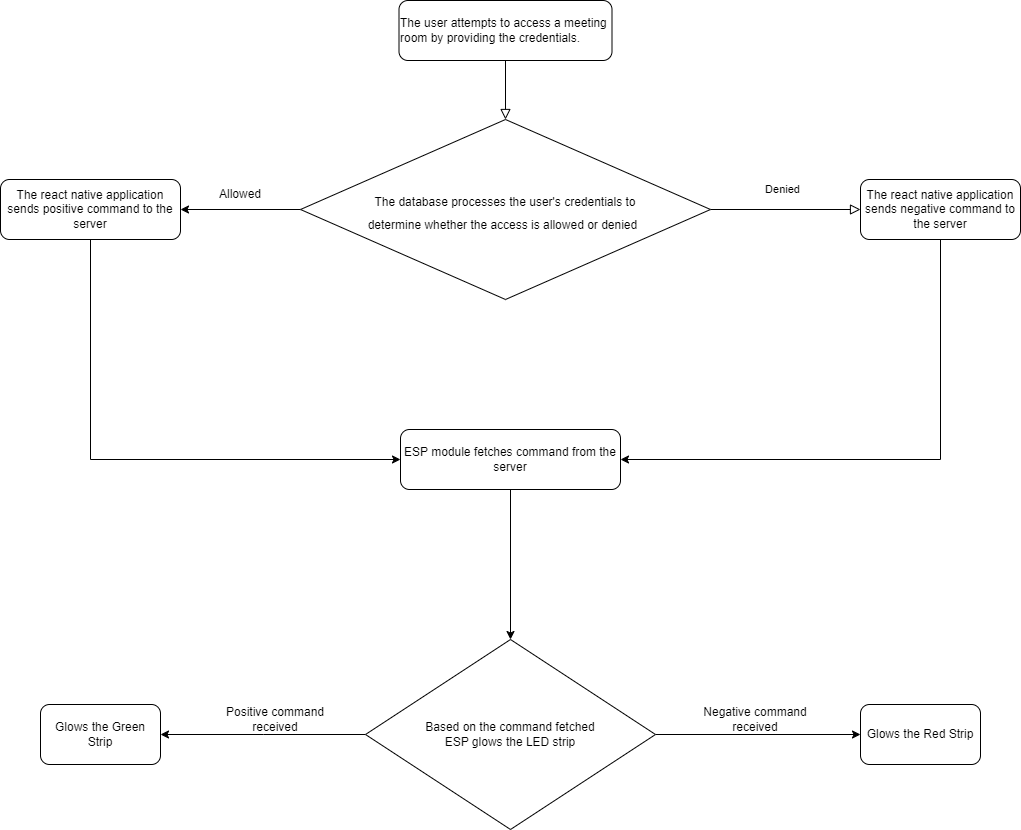 The user attempts to access a meeting
room by providing the credentials.
Allowed
Denied
The react native application
sends positive command to the
server
The database processes the user's credentials to
determine whether the access is allowed or denied
The react native application
sends negative command to
the server
ESP module fetches command from the
server
Positive command
received
Negative command
received
Glows the Green
Strip
Based on the command fetched
ESP glows the LED strip
Glows the Red Strip